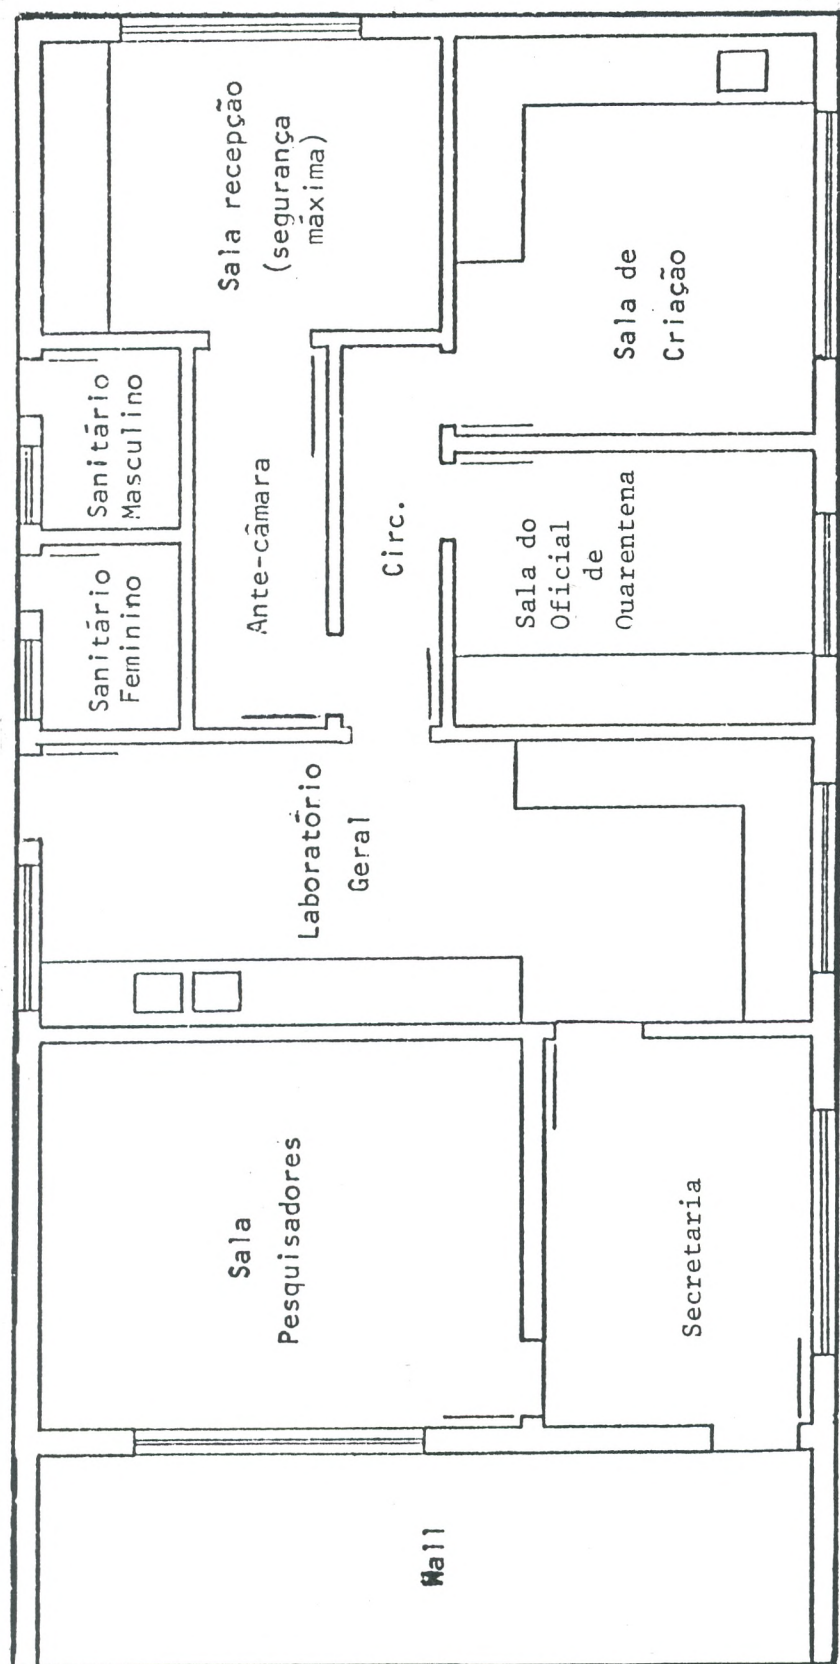 Sala recepção
(segurança
máxima)
Sala de
Criação
Sanitário
Masculino
Ante-câmara
Circ.
Sala do
Oficial
de
Quarentena
Sanitário
Feminino
Laboratório
Geral
Sala
Pesquisadores
Secretaria
Hall